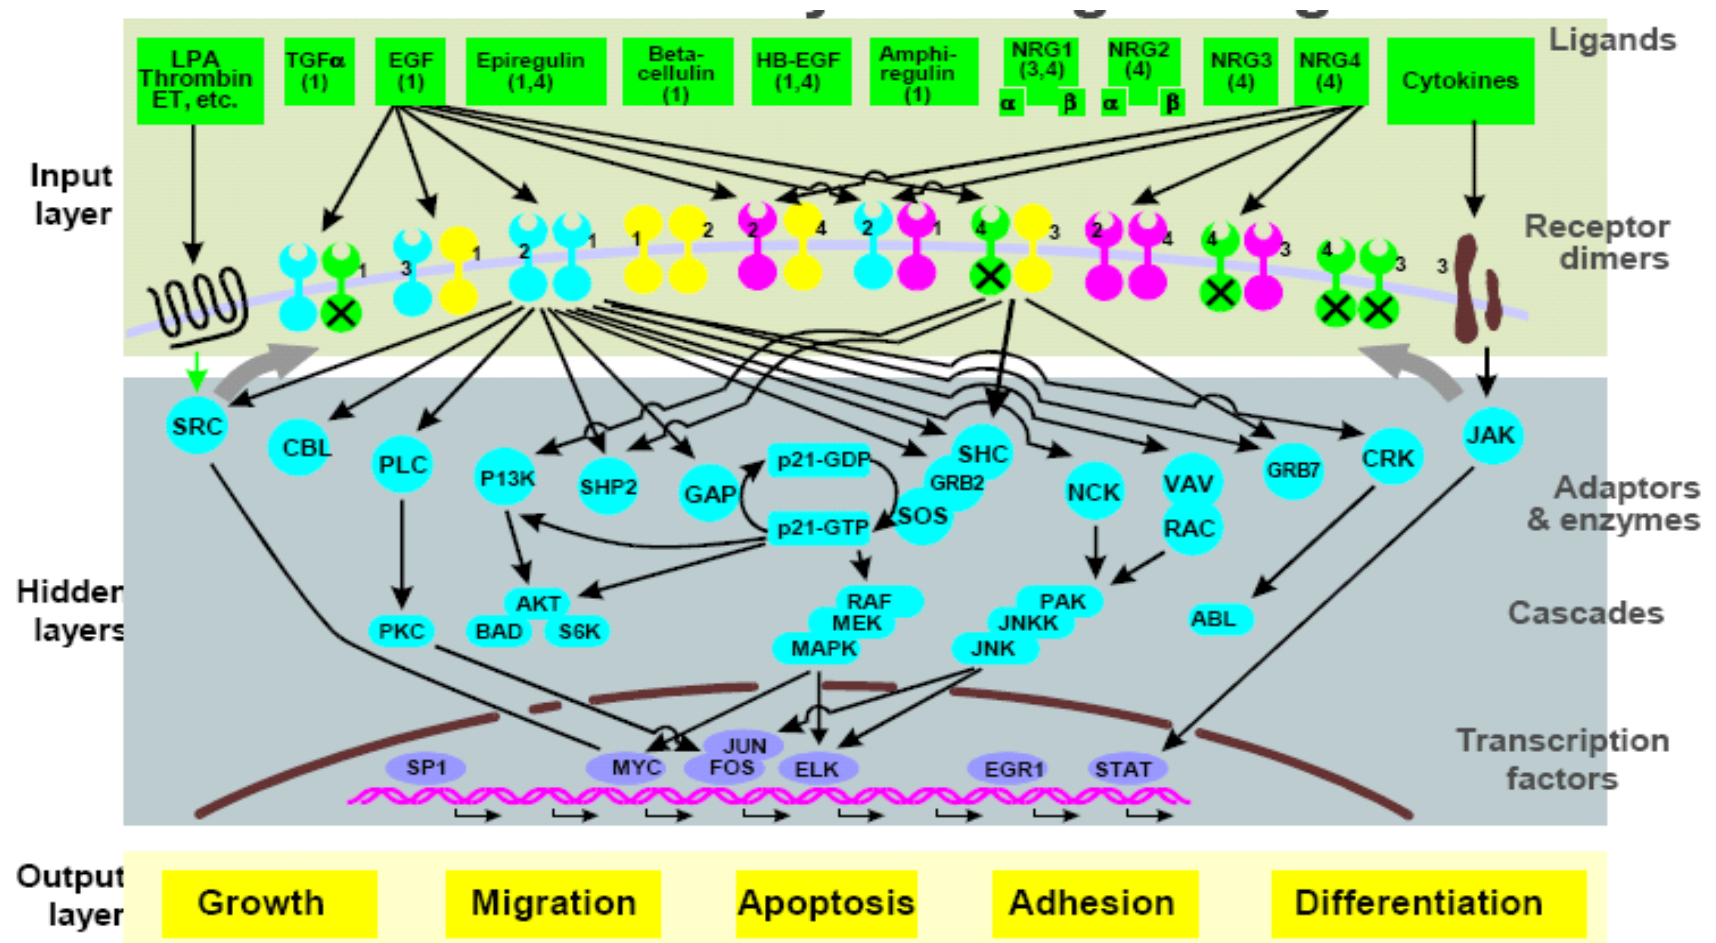 Ligands
LPA
Thrombin
ET, etc.
TGFα
(1)
EGF
(1)
Epiregulin
(1,4)
Beta-
cellulin
(1)
HB-EGF
(1,4)
Amphi-
regulin
(1)
NRG1
(3,4)
α β
NRG2
(4)
α β
NRG3
(4)
NRG4
(4)
Cytokines
Input
layer
Receptor
dimers
1
3 1
2 1
1 2
2 4
2 1
4 3
2 4
4 3
4 3
3
SRC
CBL
PLC
P13K
SHP2
GAP
p21-GDP
p21-GTP
SHC
GRB2
SOS
NCK
VAV
RAC
GRB7
CRK
JAK
Adaptors
& enzymes
Hidden
layers
PKC
AKT
BAD
S6K
RAF
MEK
MAPK
PAK
JNKK
JNK
ABL
Cascades
SP1
MYC
JUN
FOS
ELK
EGR1
STAT
Transcription
factors
Output
layer
Growth
Migration
Apoptosis
Adhesion
Differentiation